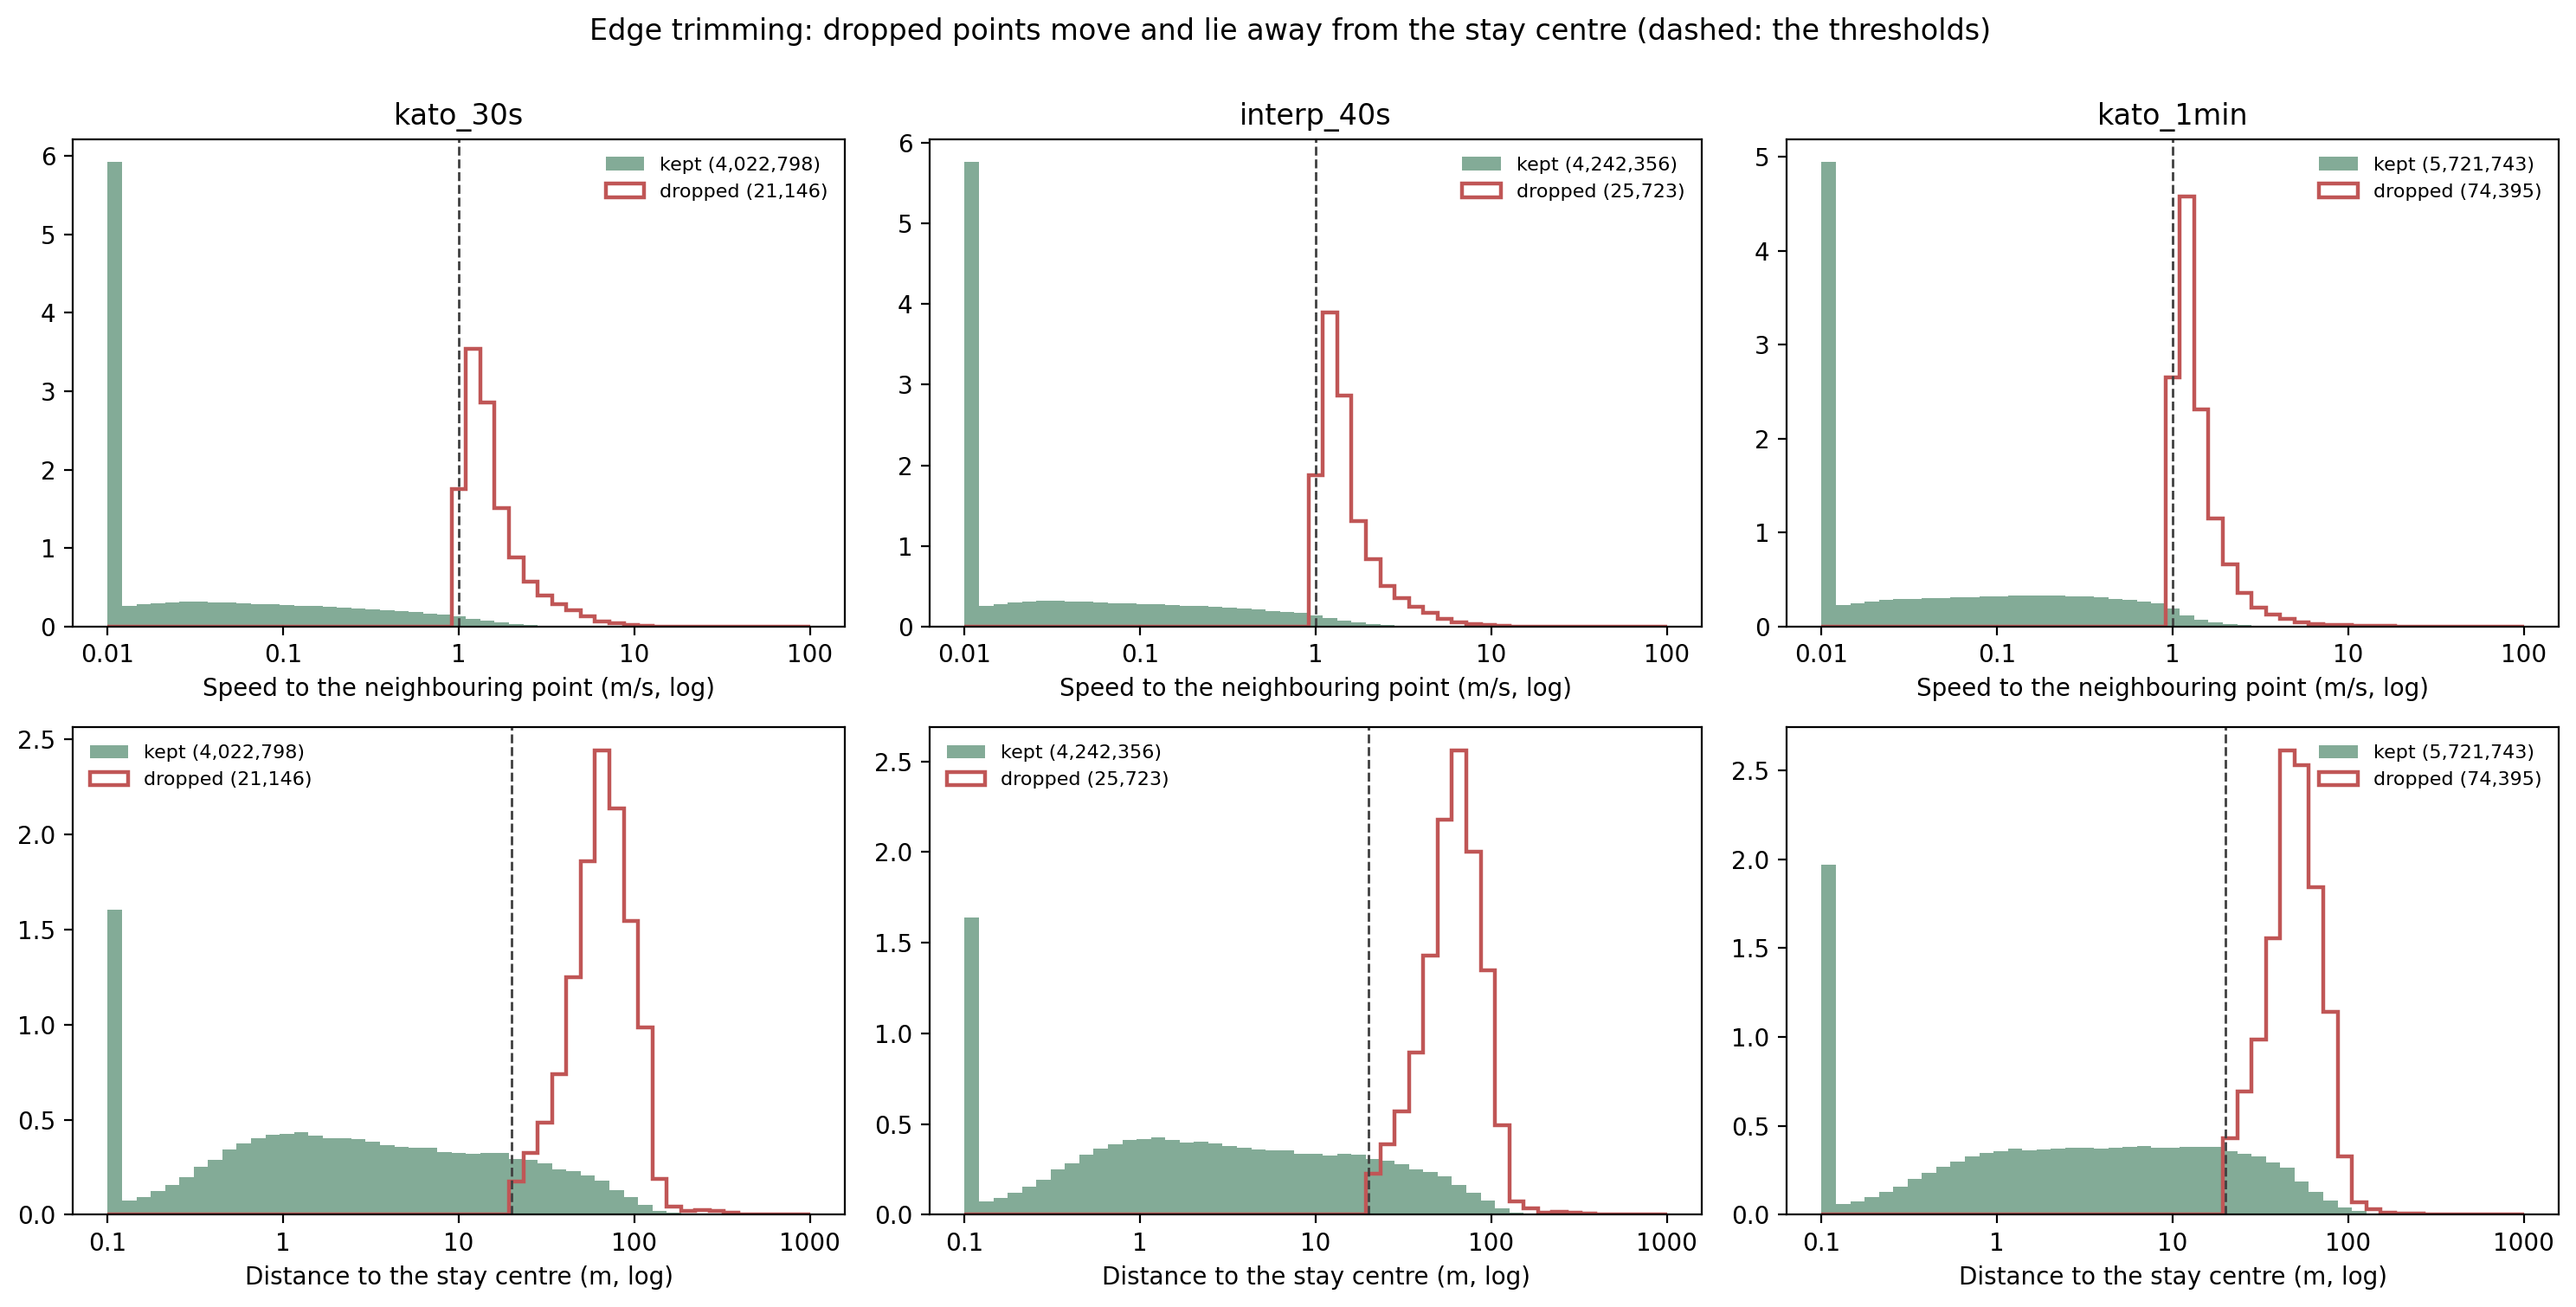 Edge trimming: dropped points move and lie away from the stay centre (dashed: the thresholds)
kato_30s
6
5
4
3
2
1
0
kept (4,022,798)
dropped (21,146)
0.01 0.1 1 10 100
Speed to the neighbouring point (m/s, log)
interp_40s
6
5
4
3
2
1
0
kept (4,242,356)
dropped (25,723)
0.01 0.1 1 10 100
Speed to the neighbouring point (m/s, log)
kato_1min
5
4
3
2
1
0
kept (5,721,743)
dropped (74,395)
0.01 0.1 1 10 100
Speed to the neighbouring point (m/s, log)
2.5
2.0
1.5
1.0
0.5
0.0
kept (4,022,798)
dropped (21,146)
0.1 1 10 100 1000
Distance to the stay centre (m, log)
2.5
2.0
1.5
1.0
0.5
0.0
kept (4,242,356)
dropped (25,723)
0.1 1 10 100 1000
Distance to the stay centre (m, log)
2.5
2.0
1.5
1.0
0.5
0.0
kept (5,721,743)
dropped (74,395)
0.1 1 10 100 1000
Distance to the stay centre (m, log)